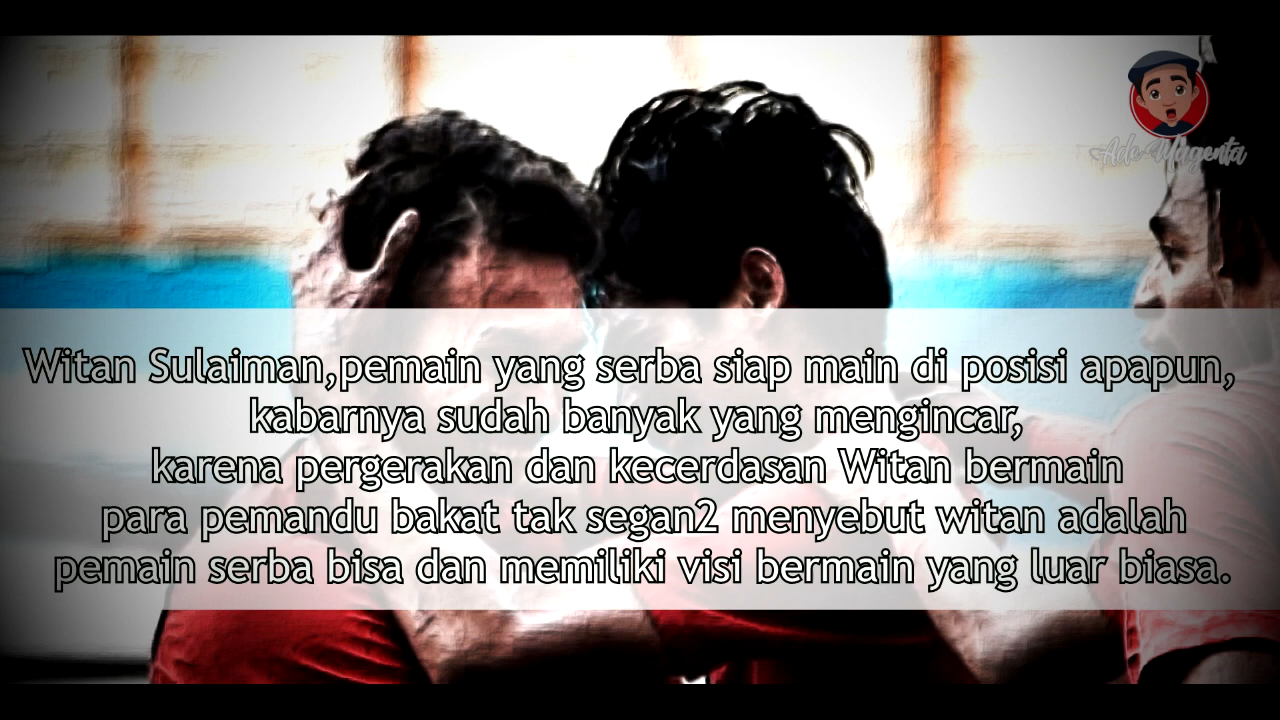 Ade Magenta
Witan Sulaiman,pemain yang serba siap main di posisi apapun,
kabarnya sudah banyak yang mengincar,
karena pergerakan dan kecerdasan Witan bermain
para pemandu bakat tak segan2 menyebut witan adalah
pemain serba bisa dan memiliki visi bermain yang luar biasa.